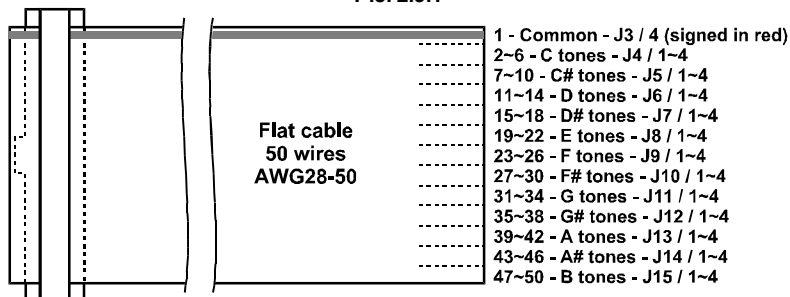 1 - Common - J3 / 4 (signed in red)
2~6 - C tones - J4 / 1~4
7~10 - C# tones - J5 / 1~4
11~14 - D tones - J6 / 1~4
15~18 - D# tones - J7 / 1~4
19~22 - E tones - J8 / 1~4
23~26 - F tones - J9 / 1~4
27~30 - F# tones - J10 / 1~4
31~34 - G tones - J11 / 1~4
35~38 - G# tones - J12 / 1~4
39~42 - A tones - J13 / 1~4
43~46 - A# tones - J14 / 1~4
47~50 - B tones - J15 / 1~4
Flat cable
50 wires
AWG28-50